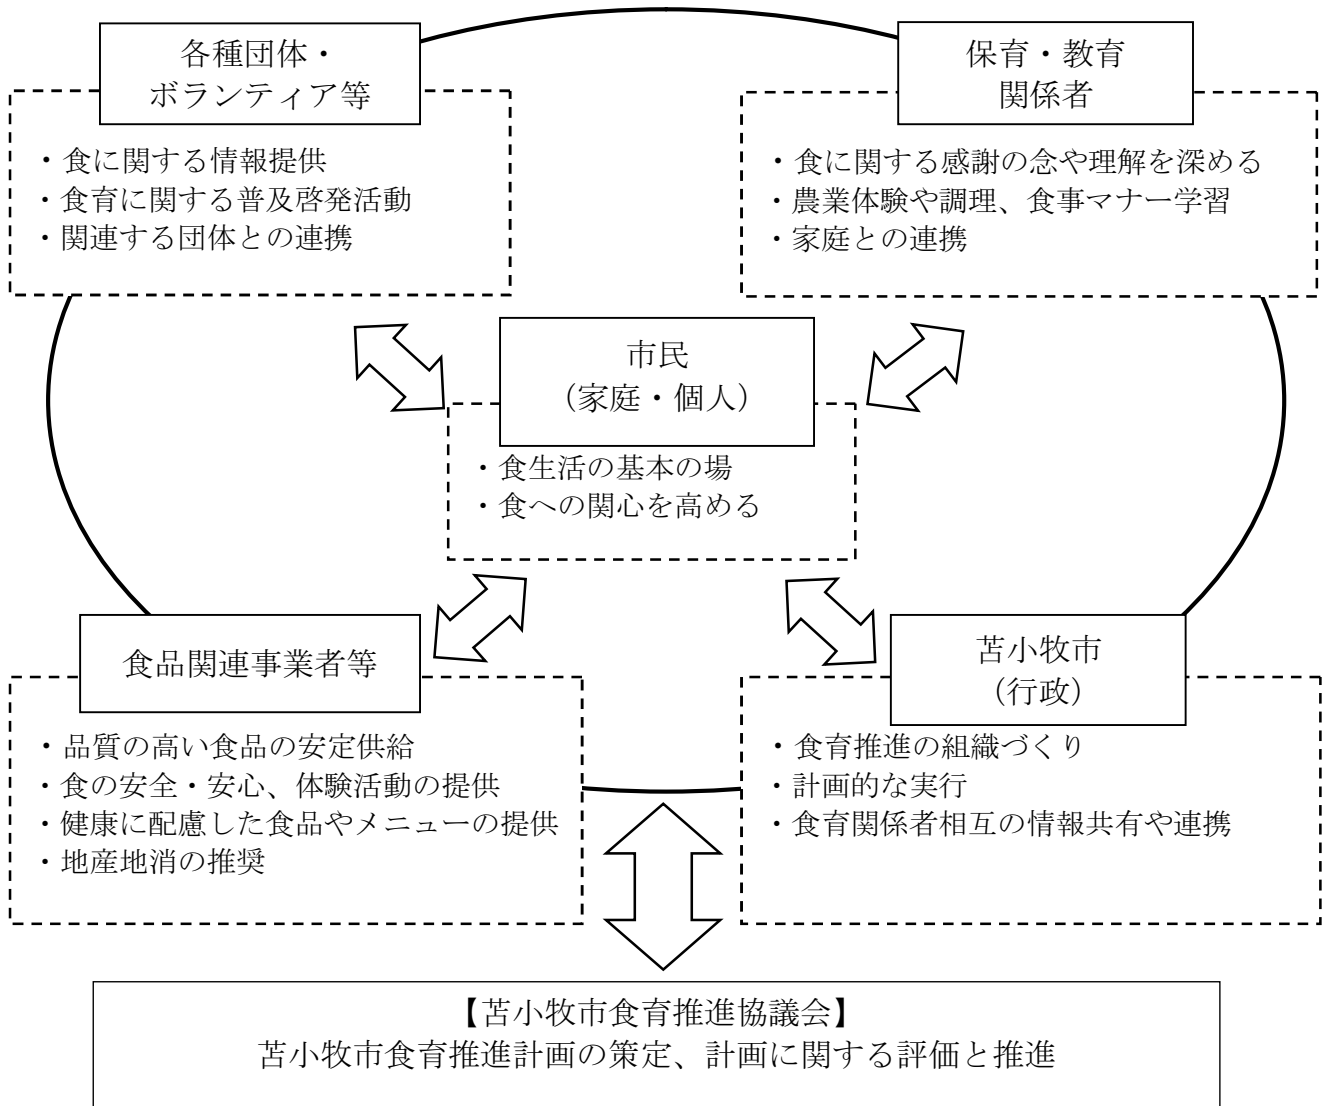 各種団体・
ボランティア等
・食に関する情報提供
・食育に関する普及啓発活動
・関連する団体との連携
保育・教育
関係者
・食に関する感謝の念や理解を深める
・農業体験や調理、食事マナー学習
・家庭との連携
市民
（家庭・個人）
・食生活の基本の場
・食への関心を高める
食品関連事業者等
・品質の高い食品の安定供給
・食の安全・安心、体験活動の提供
・健康に配慮した食品やメニューの提供
・地産地消の推奨
苫小牧市
（行政）
・食育推進の組織づくり
・計画的な実行
・食育関係者相互の情報共有や連携
【苫小牧市食育推進協議会】
苫小牧市食育推進計画の策定、計画に関する評価と推進